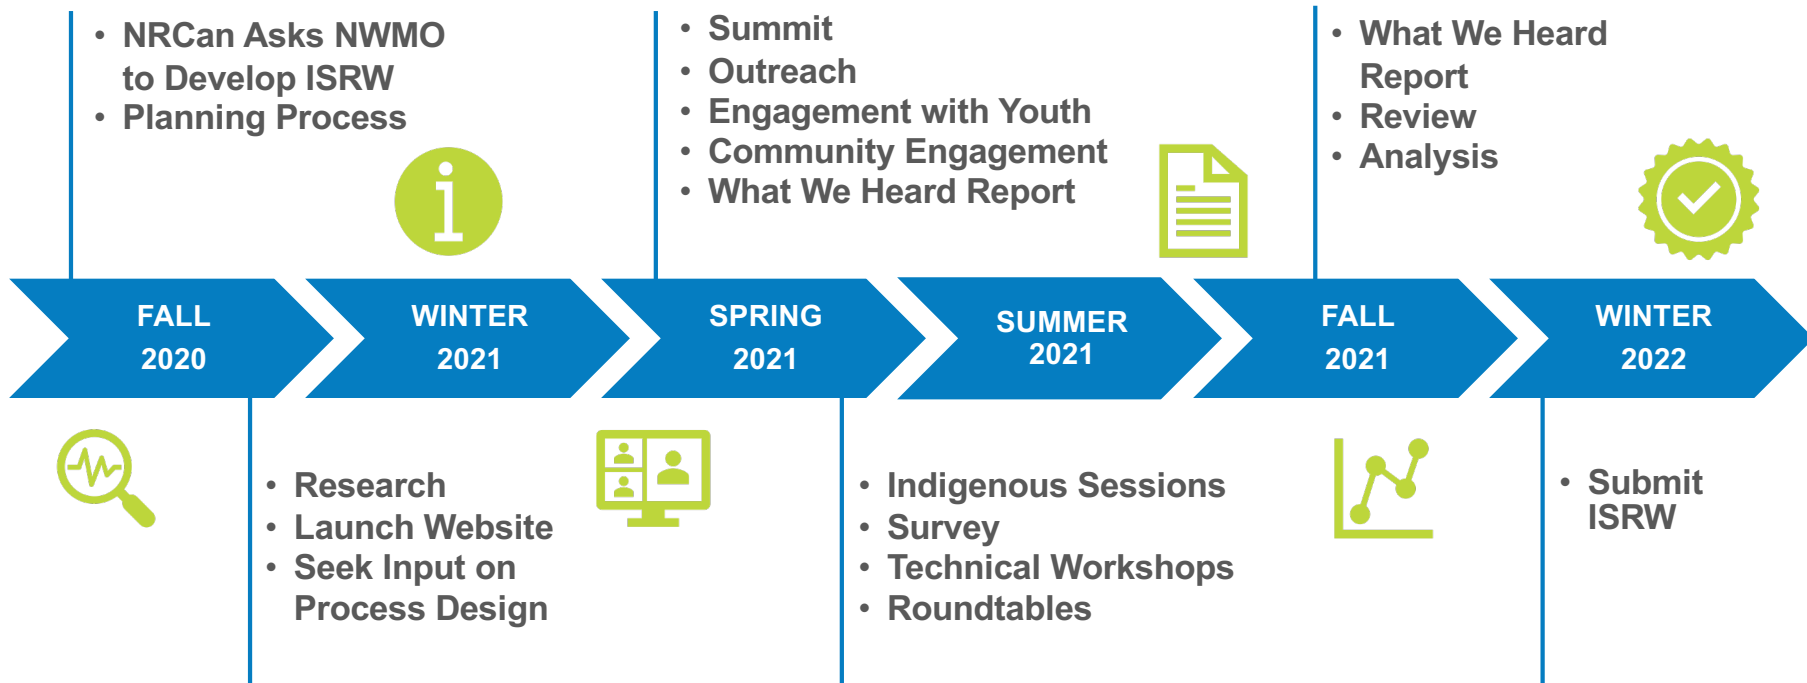 • NRCan Asks NWMO
to Develop ISRW
• Planning Process
• Summit
• Outreach
• Engagement with Youth
• Community Engagement
• What We Heard Report
• What We Heard
Report
• Review
• Analysis
FALL
2020
WINTER
2021
SPRING
2021
SUMMER
2021
FALL
2021
WINTER
2022
• Research
• Launch Website
• Seek Input on
Process Design
• Indigenous Sessions
• Survey
• Technical Workshops
• Roundtables
• Submit
ISRW